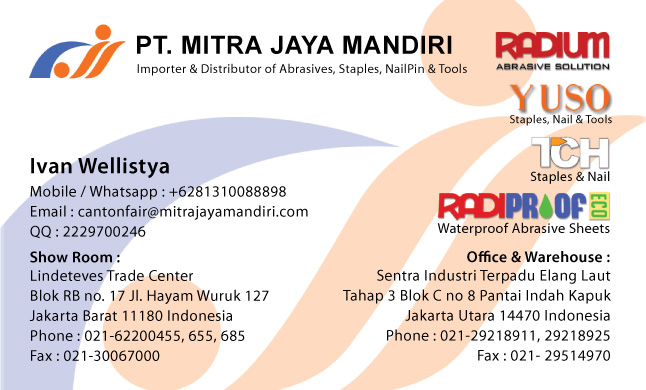 PT. MITRA JAYA MANDIRI
Importer & Distributor of Abrasives, Staples, NailPin & Tools
RADIUM
ABRASIVE SOLUTION
YUSO
Staples, Nail & Tools
TCH
Staples & Nail
RADIPROOF ECO
Waterproof Abrasive Sheets
Ivan Wellistya
Mobile / Whatsapp : +6281310088898
Email : cantonfair@mitrajayamandiri.com
QQ : 2229700246
Show Room :
Lindeteves Trade Center
Blok RB no. 17 Jl. Hayam Wuruk 127
Jakarta Barat 11180 Indonesia
Phone : 021-62200455, 655, 685
Fax : 021-30067000
Office & Warehouse :
Sentra Industri Terpadu Elang Laut
Tahap 3 Blok C no 8 Pantai Indah Kapuk
Jakarta Utara 14470 Indonesia
Phone : 021-29218911, 29218925
Fax : 021- 29514970